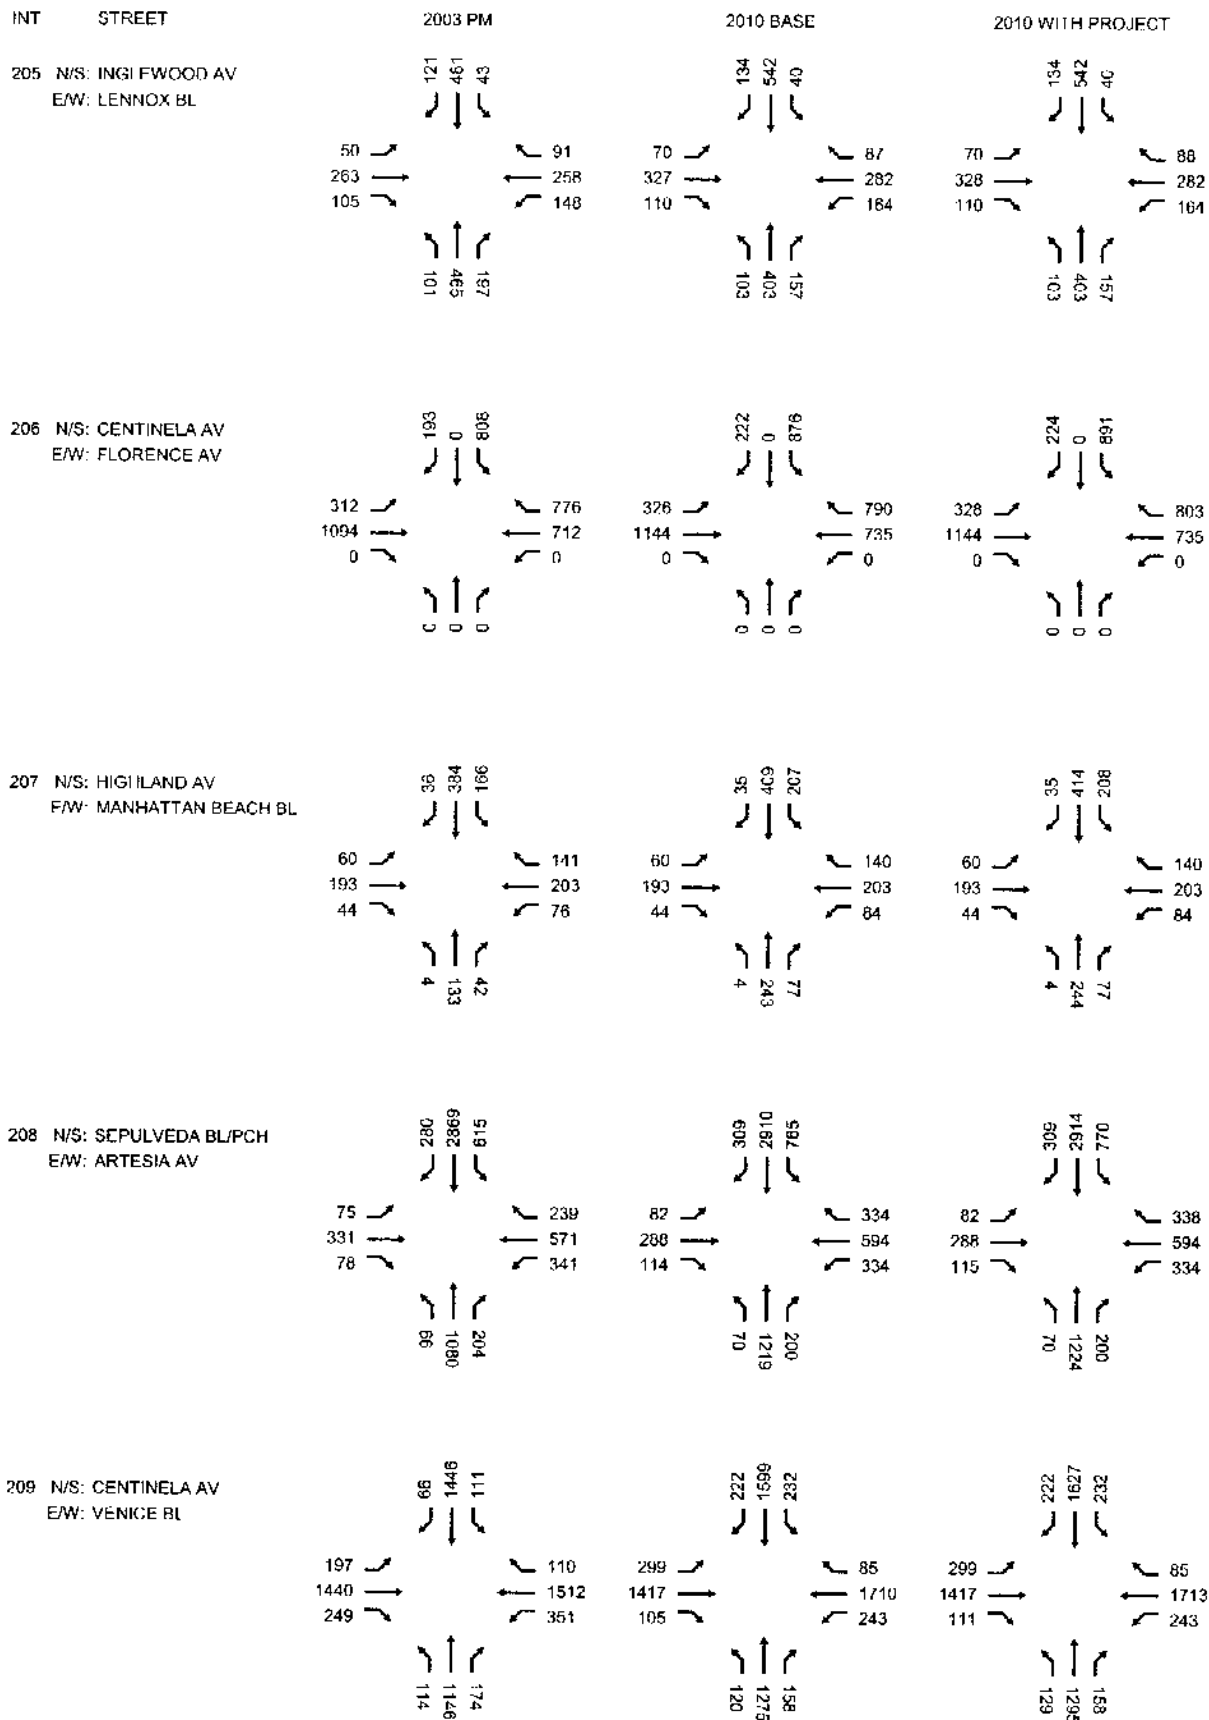 INT STREET 2003 PM 2010 BASE 2010 WITH PROJECT
205 N/S: INGLEWOOD AV
E/W: LENNOX BL
121 461 43 134 542 40 134 542 40
50 91 70 87 70 88
263 258 327 282 328 282
105 148 110 164 110 164
101 465 103 403 157 103 403 157
206 N/S: CENTINELA AV
E/W: FLORENCE AV
193 0 808 222 0 876 224 0 891
312 776 326 790 328 803
1094 712 1144 735 1144 735
0 0 0 0 0 0
0 0 0 0 0 0 0 0 0
207 N/S: HIGHLAND AV
E/W: MANHATTAN BEACH BL
384 35 409 207 35 414 208
60 141 60 140 60 140
193 203 193 203 193 203
44 76 44 84 44 84
4 133 42 4 243 77 4 244 77
208 N/S: SEPULVEDA BL/PCH
E/W: ARTESIA AV
280 2869 615 309 2910 765 309 2914 770
75 239 82 334 82 338
331 571 288 594 288 594
78 341 114 334 115 334
66 1080 204 70 1219 200 70 1224 200
209 N/S: CENTINELA AV
E/W: VENICE BL
111 222 1599 232 222 1627 232
197 110 299 85 299 85
1440 1512 1417 1710 1417 1713
249 351 105 243 111 243
114 1146 174 120 1275 158 129 1295 158